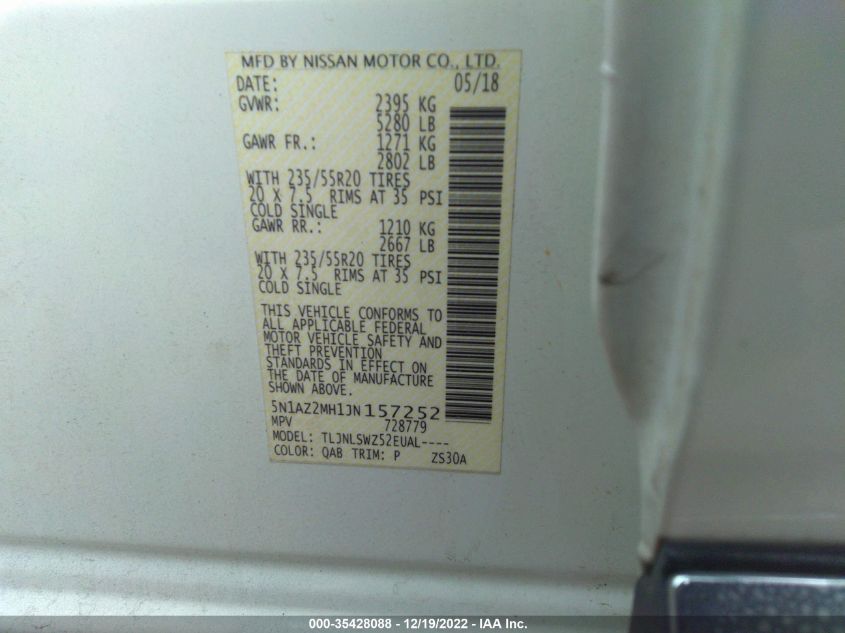 MFD BY NISSAN MOTOR CO., LTD.
DATE: 05/18
GVWR: 2395 KG
5280 LB
GAWR FR.: 1271 KG
2802 LB
WITH 235/55R20 TIRES
20 X 7.5 RIMS AT 35 PSI
COLD SINGLE
GAWR RR.: 1210 KG
2667 LB
WITH 235/55R20 TIRES
20 X 7.5 RIMS AT 35 PSI
COLD SINGLE
THIS VEHICLE CONFORMS TO
ALL APPLICABLE FEDERAL
MOTOR VEHICLE SAFETY AND
THEFT PREVENTION
STANDARDS IN EFFECT ON
THE DATE OF MANUFACTURE
SHOWN ABOVE.
5N1AZ2MH1JN157252
MPV 728779
MODEL: TLJNLSWZ52EUAL----
COLOR: QAB TRIM: P ZS30A
000-35428088 - 12/19/2022 - IAA Inc.